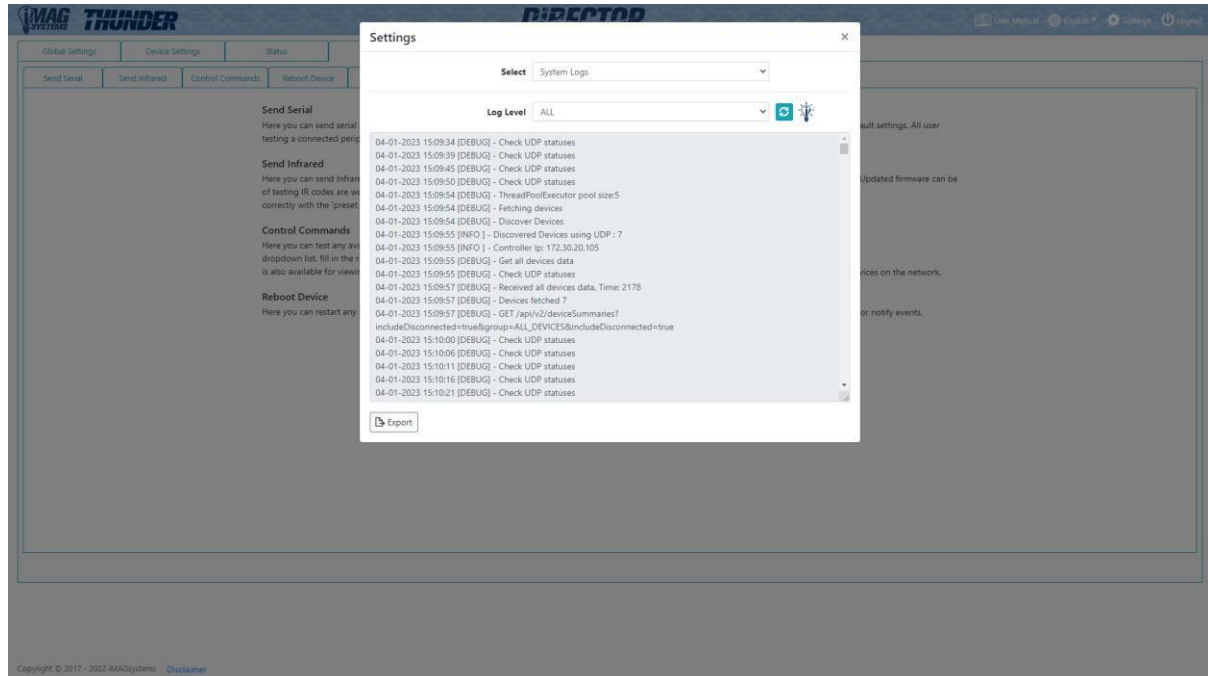 iMAG SYSTEMS THUNDER
DIRECTOR
User Manual English Settings Logout
Global Settings Device Settings Status
Send Serial Send Infrared Control Commands Reboot Device
Send Serial
Here you can send serial
testing a connected perip
Send Infrared
Here you can send Infrar
of testing IR codes are wo
correctly with the 'preset
Control Commands
Here you can test any ava
dropdown list, fill in the r
is also available for viewin
Reboot Device
Here you can restart any
ault settings. All user
Updated firmware can be
vices on the network.
or notify events.
Settings ×
Select System Logs
Log Level ALL
04-01-2023 15:09:34 [DEBUG] - Check UDP statuses
04-01-2023 15:09:39 [DEBUG] - Check UDP statuses
04-01-2023 15:09:45 [DEBUG] - Check UDP statuses
04-01-2023 15:09:50 [DEBUG] - Check UDP statuses
04-01-2023 15:09:54 [DEBUG] - ThreadPoolExecutor pool size:5
04-01-2023 15:09:54 [DEBUG] - Fetching devices
04-01-2023 15:09:54 [DEBUG] - Discover Devices
04-01-2023 15:09:55 [INFO ] - Discovered Devices using UDP : 7
04-01-2023 15:09:55 [INFO ] - Controller Ip: 172.30.20.105
04-01-2023 15:09:55 [DEBUG] - Get all devices data
04-01-2023 15:09:55 [DEBUG] - Check UDP statuses
04-01-2023 15:09:57 [DEBUG] - Received all devices data, Time: 2178
04-01-2023 15:09:57 [DEBUG] - Devices fetched 7
04-01-2023 15:09:57 [DEBUG] - GET /api/v2/deviceSummaries?
includeDisconnected=true&group=ALL_DEVICES&includeDisconnected=true
04-01-2023 15:10:00 [DEBUG] - Check UDP statuses
04-01-2023 15:10:06 [DEBUG] - Check UDP statuses
04-01-2023 15:10:11 [DEBUG] - Check UDP statuses
04-01-2023 15:10:16 [DEBUG] - Check UDP statuses
04-01-2023 15:10:21 [DEBUG] - Check UDP statuses
Export
Copyright © 2017 - 2022 iMAGsystems Disclaimer